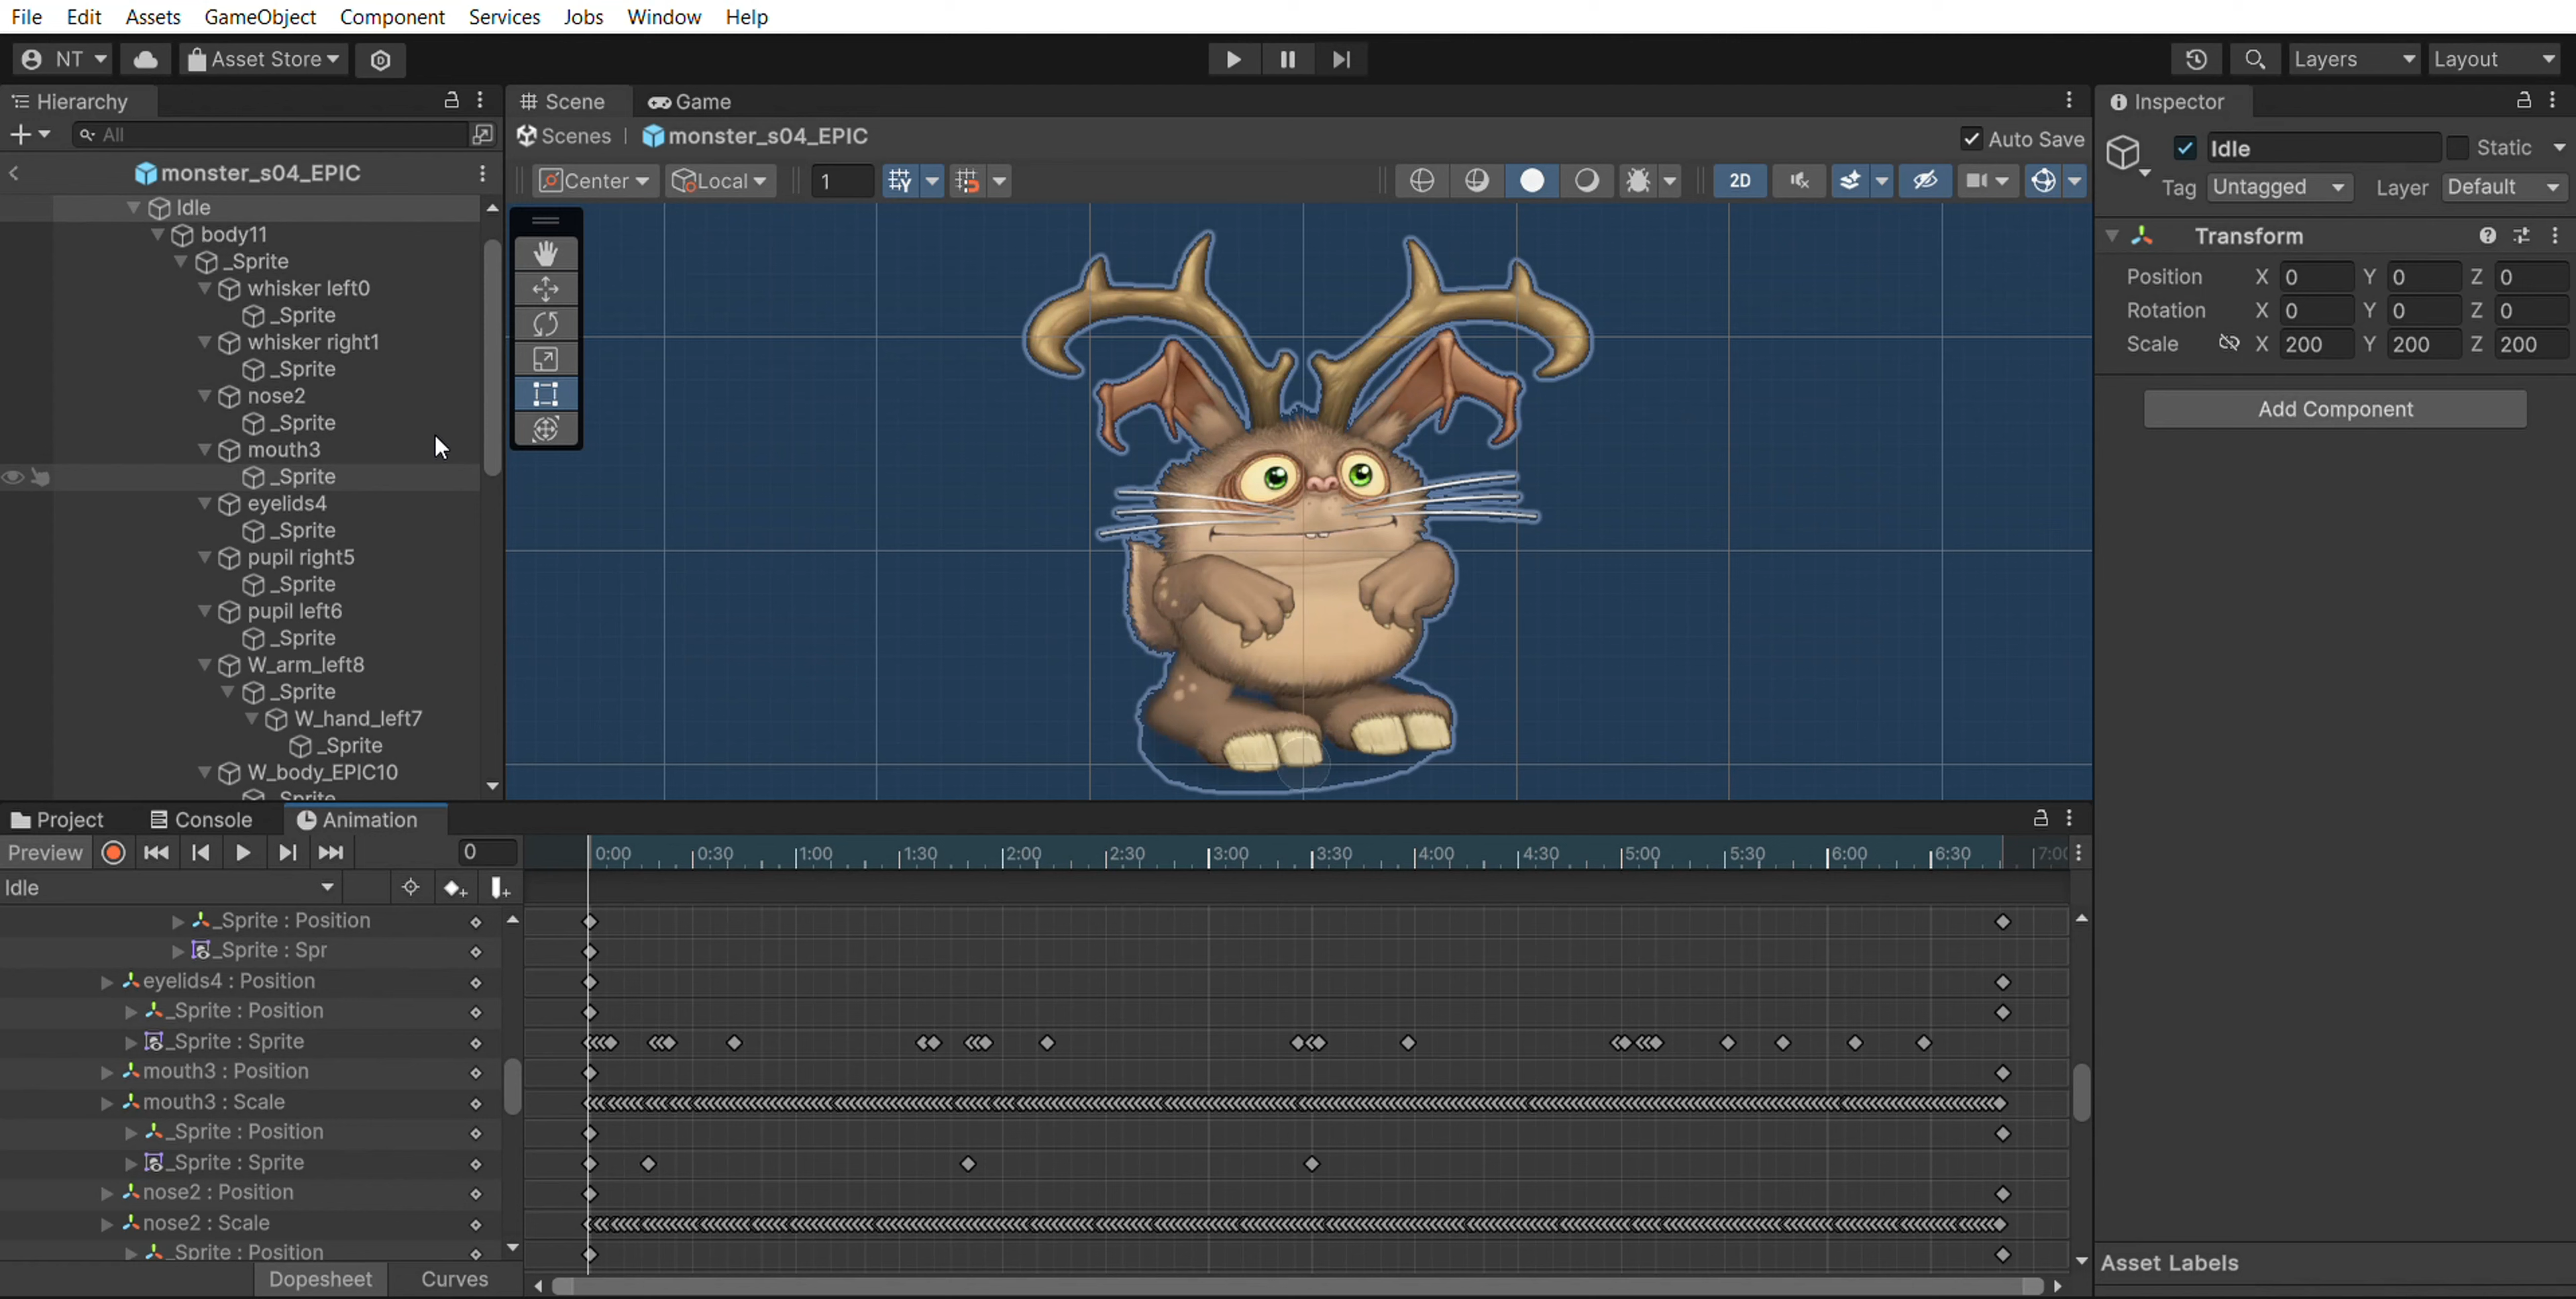 File Edit Assets GameObject Component Services Jobs Window Help
NT Asset Store Layers Layout
Hierarchy
All
monster_s04_EPIC
Idle
body11
_Sprite
whisker left0
_Sprite
whisker right1
_Sprite
nose2
_Sprite
mouth3
_Sprite
eyelids4
_Sprite
pupil right5
_Sprite
pupil left6
_Sprite
W_arm_left8
_Sprite
W_hand_left7
_Sprite
W_body_EPIC10
_Sprite
Scene Game
Scenes monster_s04_EPIC Auto Save
Center Local 1 2D
Inspector
Idle Static
Tag Untagged Layer Default
Transform
Position X 0 Y 0 Z 0
Rotation X 0 Y 0 Z 0
Scale X 200 Y 200 Z 200
Add Component
Asset Labels
Project Console Animation
Preview 0 0:00 0:30 1:00 1:30 2:00 2:30 3:00 3:30 4:00 4:30 5:00 5:30 6:00 6:30 7:00
Idle
_Sprite : Position
_Sprite : Spr
eyelids4 : Position
_Sprite : Position
_Sprite : Sprite
mouth3 : Position
mouth3 : Scale
_Sprite : Position
_Sprite : Sprite
nose2 : Position
nose2 : Scale
_Sprite : Position
Dopesheet Curves